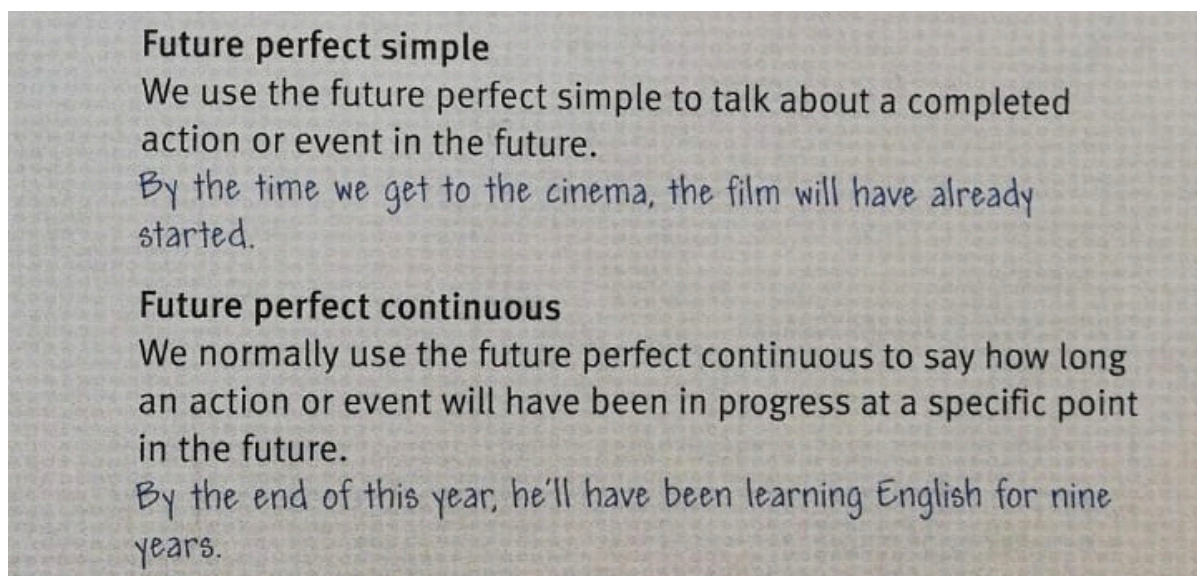 Future perfect simple
We use the future perfect simple to talk about a completed
action or event in the future.
By the time we get to the cinema, the film will have already
started.
Future perfect continuous
We normally use the future perfect continuous to say how long
an action or event will have been in progress at a specific point
in the future.
By the end of this year, he'll have been learning English for nine
years.